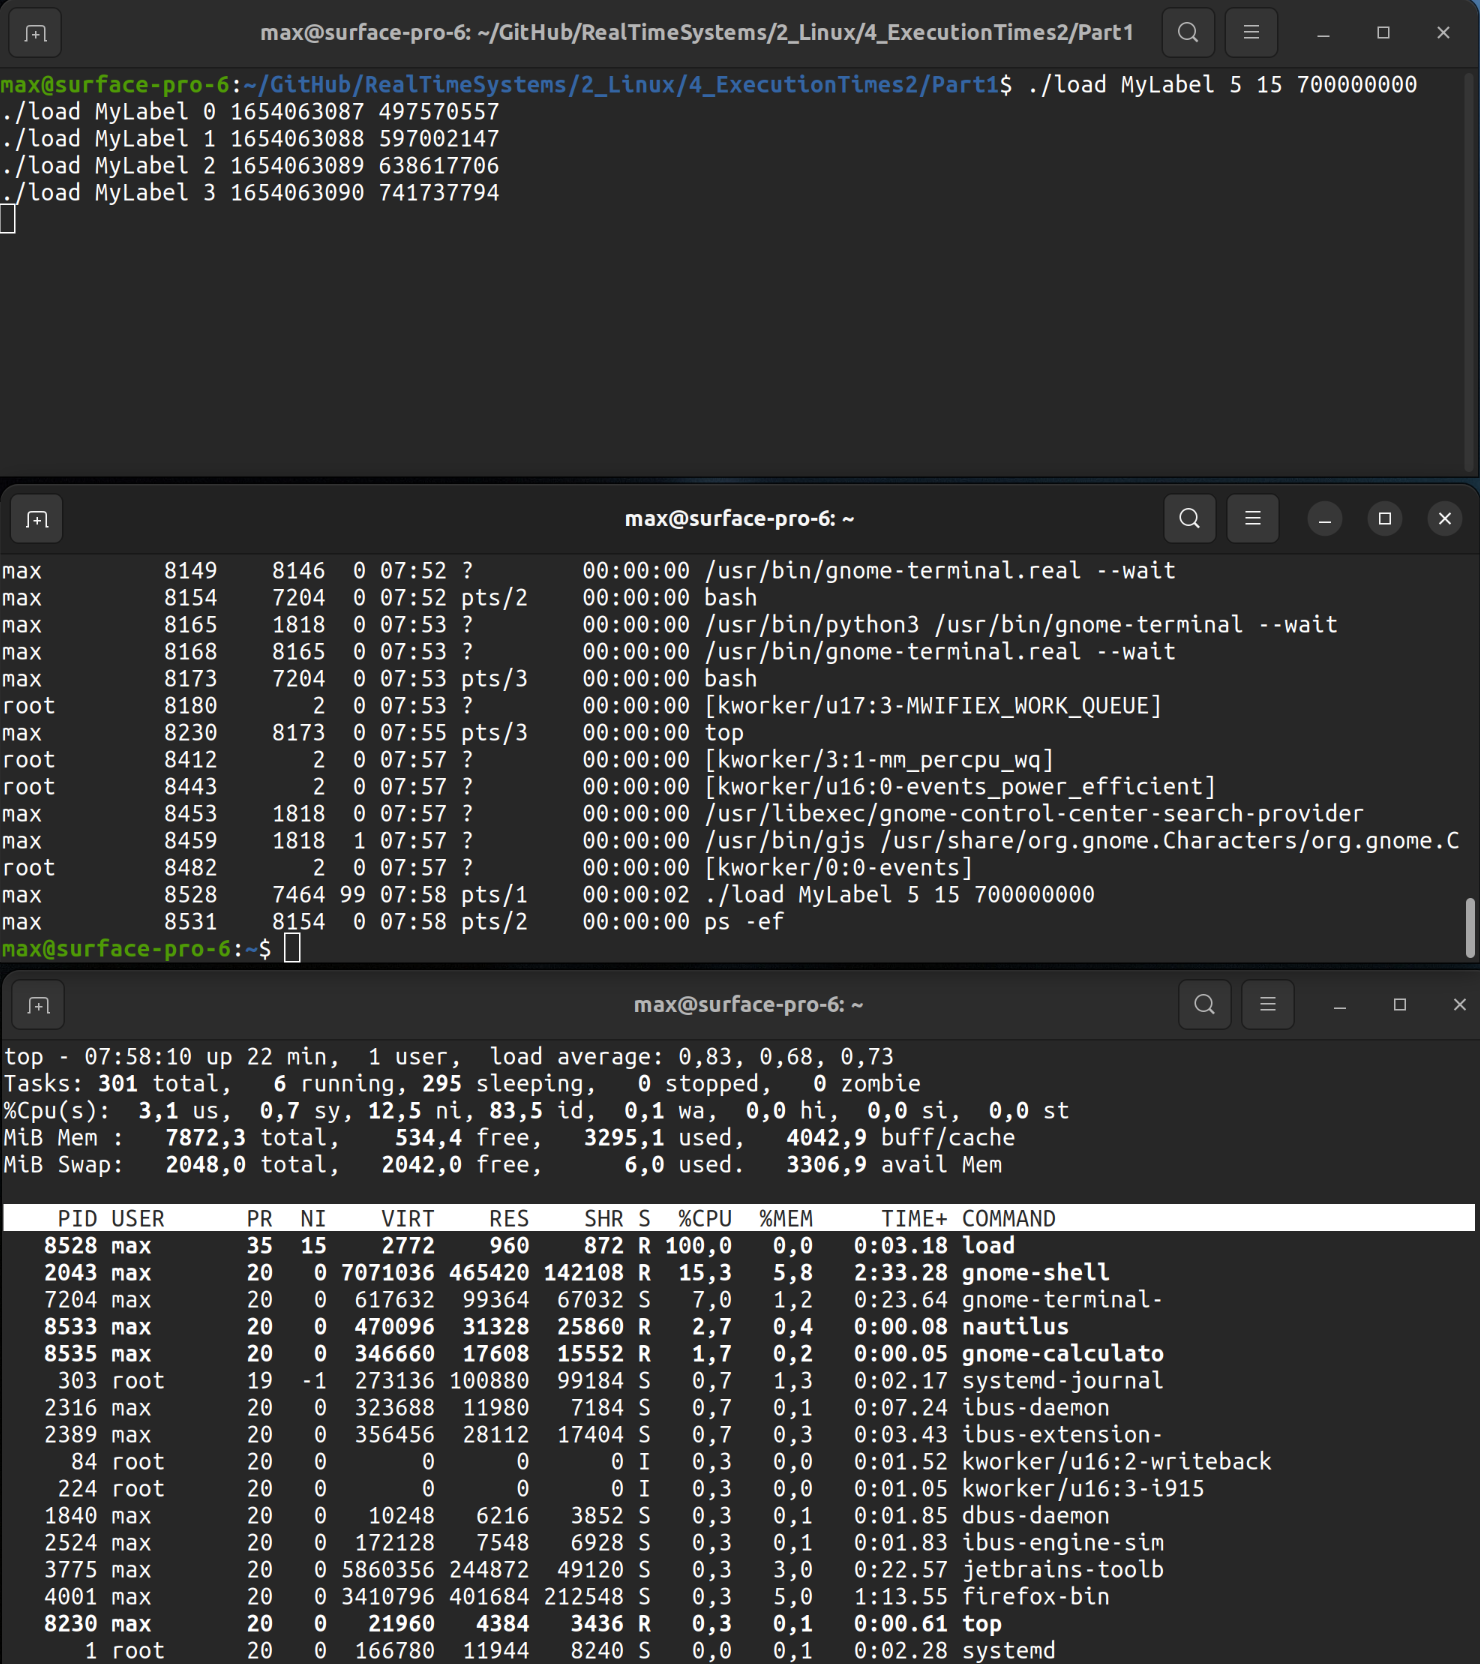 max@surface-pro-6: ~/GitHub/RealTimeSystems/2_Linux/4_ExecutionTimes2/Part1
max@surface-pro-6:~/GitHub/RealTimeSystems/2_Linux/4_ExecutionTimes2/Part1$ ./load MyLabel 5 15 700000000
./load MyLabel 0 1654063087 497570557
./load MyLabel 1 1654063088 597002147
./load MyLabel 2 1654063089 638617706
./load MyLabel 3 1654063090 741737794
max@surface-pro-6: ~
max         8149    8146  0 07:52 ?        00:00:00 /usr/bin/gnome-terminal.real --wait
max         8154    7204  0 07:52 pts/2    00:00:00 bash
max         8165    1818  0 07:53 ?        00:00:00 /usr/bin/python3 /usr/bin/gnome-terminal --wait
max         8168    8165  0 07:53 ?        00:00:00 /usr/bin/gnome-terminal.real --wait
max         8173    7204  0 07:53 pts/3    00:00:00 bash
root        8180       2  0 07:53 ?        00:00:00 [kworker/u17:3-MWIFIEX_WORK_QUEUE]
max         8230    8173  0 07:55 pts/3    00:00:00 top
root        8412       2  0 07:57 ?        00:00:00 [kworker/3:1-mm_percpu_wq]
root        8443       2  0 07:57 ?        00:00:00 [kworker/u16:0-events_power_efficient]
max         8453    1818  0 07:57 ?        00:00:00 /usr/libexec/gnome-control-center-search-provider
max         8459    1818  1 07:57 ?        00:00:00 /usr/bin/gjs /usr/share/org.gnome.Characters/org.gnome.C
root        8482       2  0 07:57 ?        00:00:00 [kworker/0:0-events]
max         8528    7464 99 07:58 pts/1    00:00:02 ./load MyLabel 5 15 700000000
max         8531    8154  0 07:58 pts/2    00:00:00 ps -ef
max@surface-pro-6:~$
max@surface-pro-6: ~
top - 07:58:10 up 22 min,  1 user,  load average: 0,83, 0,68, 0,73
Tasks: 301 total,   6 running, 295 sleeping,   0 stopped,   0 zombie
%Cpu(s):  3,1 us,  0,7 sy, 12,5 ni, 83,5 id,  0,1 wa,  0,0 hi,  0,0 si,  0,0 st
MiB Mem :   7872,3 total,    534,4 free,   3295,1 used,   4042,9 buff/cache
MiB Swap:   2048,0 total,   2042,0 free,      6,0 used.   3306,9 avail Mem
PID USER      PR  NI    VIRT    RES    SHR S  %CPU  %MEM     TIME+ COMMAND
8528 max       35  15    2772    960    872 R 100,0   0,0   0:03.18 load
2043 max       20   0 7071036 465420 142108 R  15,3   5,8   2:33.28 gnome-shell
7204 max       20   0  617632  99364  67032 S   7,0   1,2   0:23.64 gnome-terminal-
8533 max       20   0  470096  31328  25860 R   2,7   0,4   0:00.08 nautilus
8535 max       20   0  346660  17608  15552 R   1,7   0,2   0:00.05 gnome-calculato
303 root      19  -1  273136 100880  99184 S   0,7   1,3   0:02.17 systemd-journal
2316 max       20   0  323688  11980   7184 S   0,7   0,1   0:07.24 ibus-daemon
2389 max       20   0  356456  28112  17404 S   0,7   0,3   0:03.43 ibus-extension-
84 root      20   0       0      0      0 I   0,3   0,0   0:01.52 kworker/u16:2-writeback
224 root      20   0       0      0      0 I   0,3   0,0   0:01.05 kworker/u16:3-i915
1840 max       20   0   10248   6216   3852 S   0,3   0,1   0:01.85 dbus-daemon
2524 max       20   0  172128   7548   6928 S   0,3   0,1   0:01.83 ibus-engine-sim
3775 max       20   0 5860356 244872  49120 S   0,3   3,0   0:22.57 jetbrains-toolb
4001 max       20   0 3410796 401684 212548 S   0,3   5,0   1:13.55 firefox-bin
8230 max       20   0   21960   4384   3436 R   0,3   0,1   0:00.61 top
1 root      20   0  166780  11944   8240 S   0,0   0,1   0:02.28 systemd